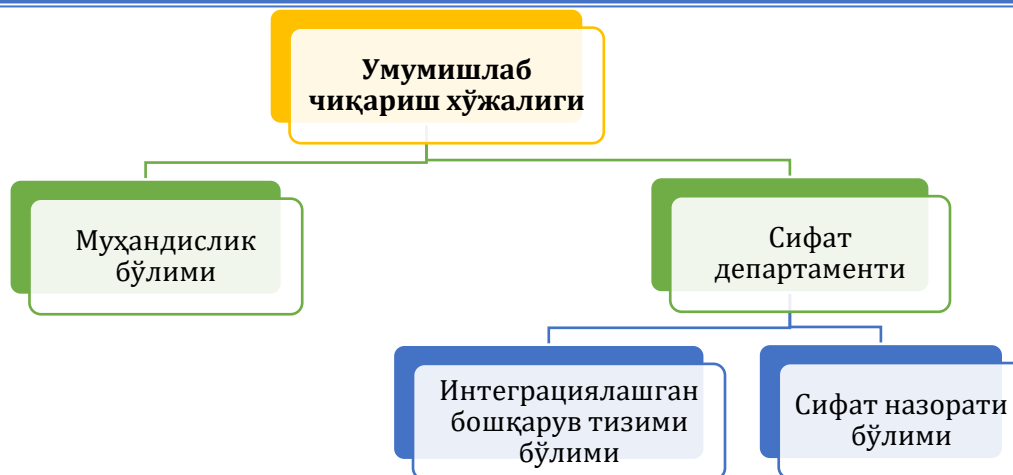 Умумишлаб
чиқариш хўжалиги
Муҳандислик
бўлими
Сифат
департаменти
Интеграциялашган
бошқарув тизими
бўлими
Сифат назорати
бўлими